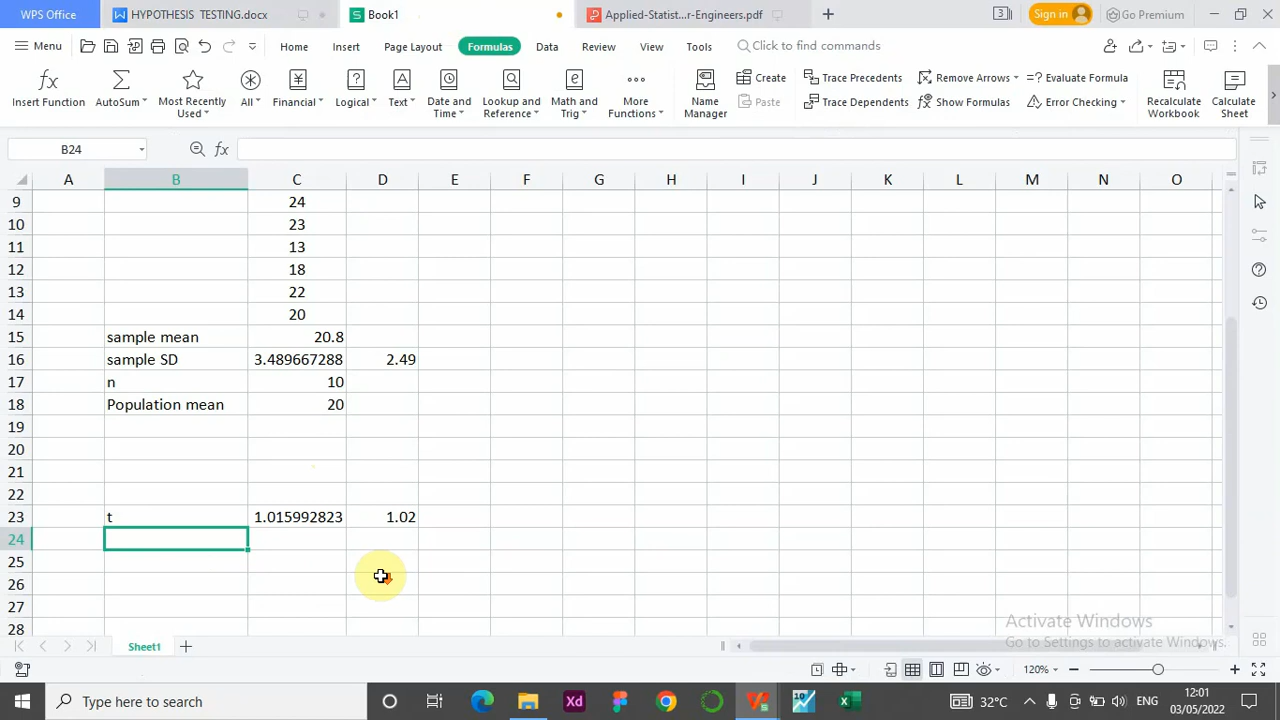 WPS Office
HYPOTHESIS TESTING.docx
Book1
Applied-Statist...r-Engineers.pdf
Sign in
Go Premium
Menu
Home
Insert
Page Layout
Formulas
Data
Review
View
Tools
Click to find commands
Insert Function
AutoSum
Most Recently Used
All
Financial
Logical
Text
Date and Time
Lookup and Reference
Math and Trig
More Functions
Name Manager
Create
Paste
Trace Precedents
Trace Dependents
Remove Arrows
Show Formulas
Evaluate Formula
Error Checking
Recalculate Workbook
Calculate Sheet
B24
fx
A B C D E F G H I J K L M N O
9 24
10 23
11 13
12 18
13 22
14 20
15 sample mean 20.8
16 sample SD 3.489667288 2.49
17 n 10
18 Population mean 20
19
20
21
22
23 t 1.015992823 1.02
24
25
26
27
28
Activate Windows
Go to Settings to activate Windows.
Sheet1
120%
Type here to search
32°C
ENG
12:01
03/05/2022